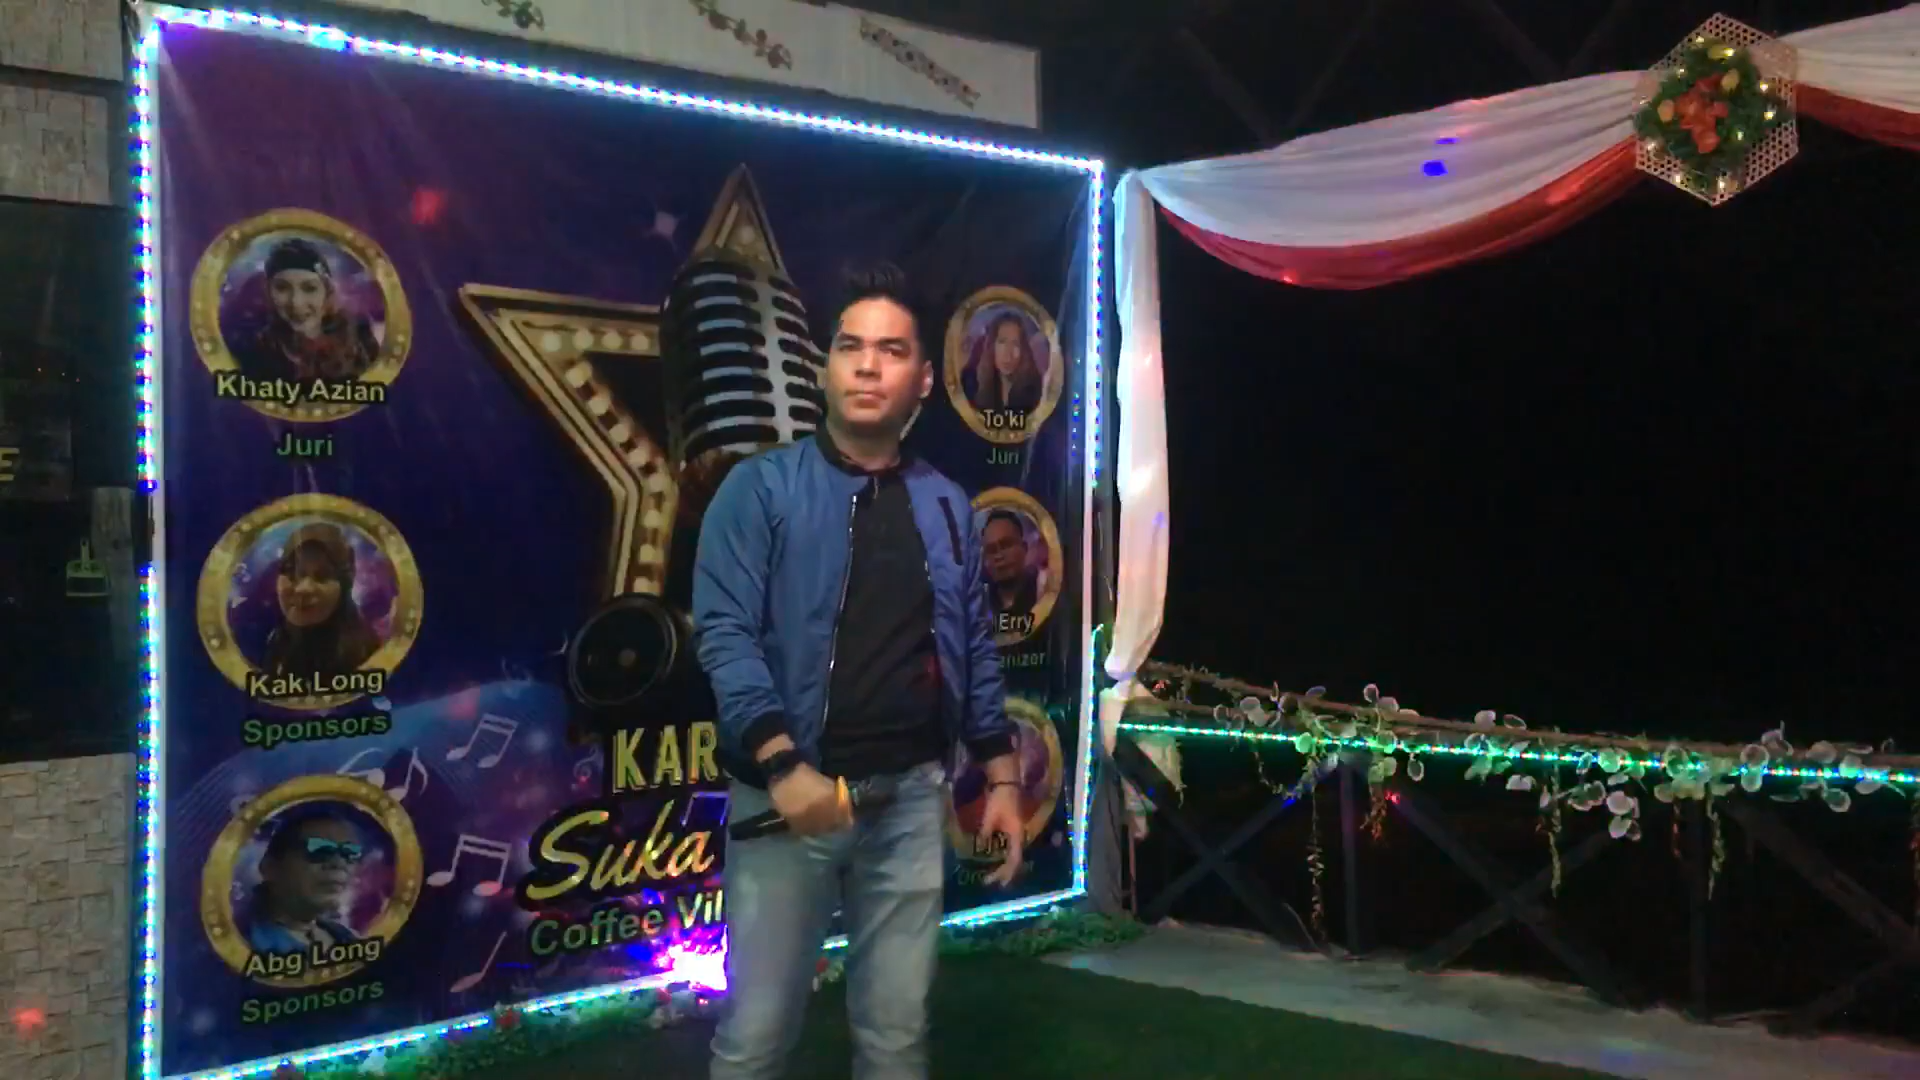 E
Khaty Azian
Juri
Kak Long
Sponsors
Abg Long
Sponsors
KAR
Suka
Coffee Vil
To'ki
Juri
Erry